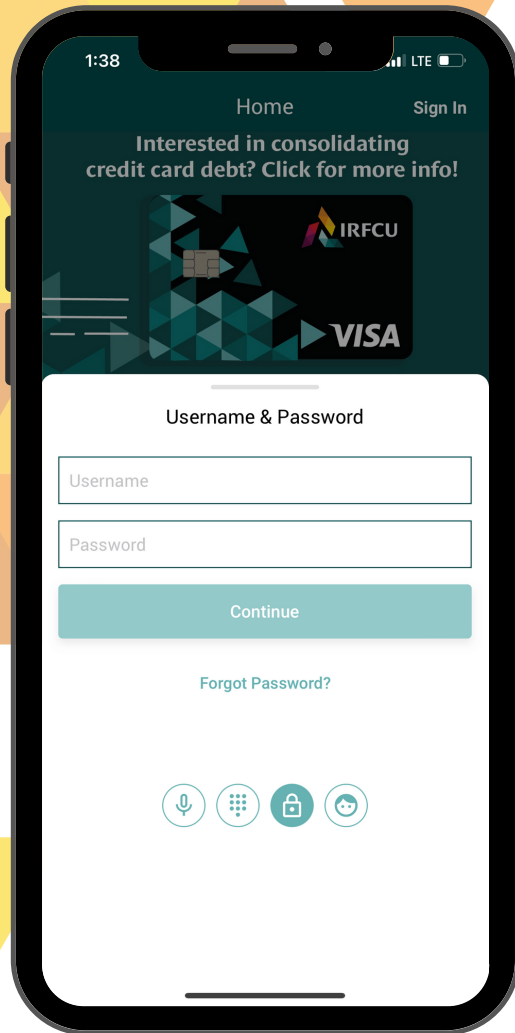 1:38
LTE
Home
Sign In
Interested in consolidating
credit card debt? Click for more info!
IRFCU
VISA
Username & Password
Username
Password
Continue
Forgot Password?